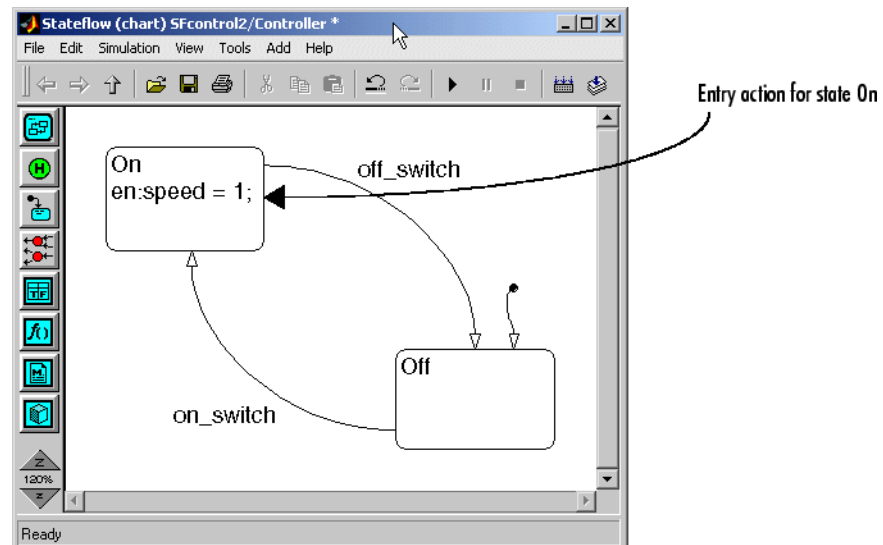 Stateflow (chart) SFcontrol2/Controller *
File Edit Simulation View Tools Add Help
Entry action for state On
On
en:speed = 1;
off_switch
Off
on_switch
Z
120%
z
Ready